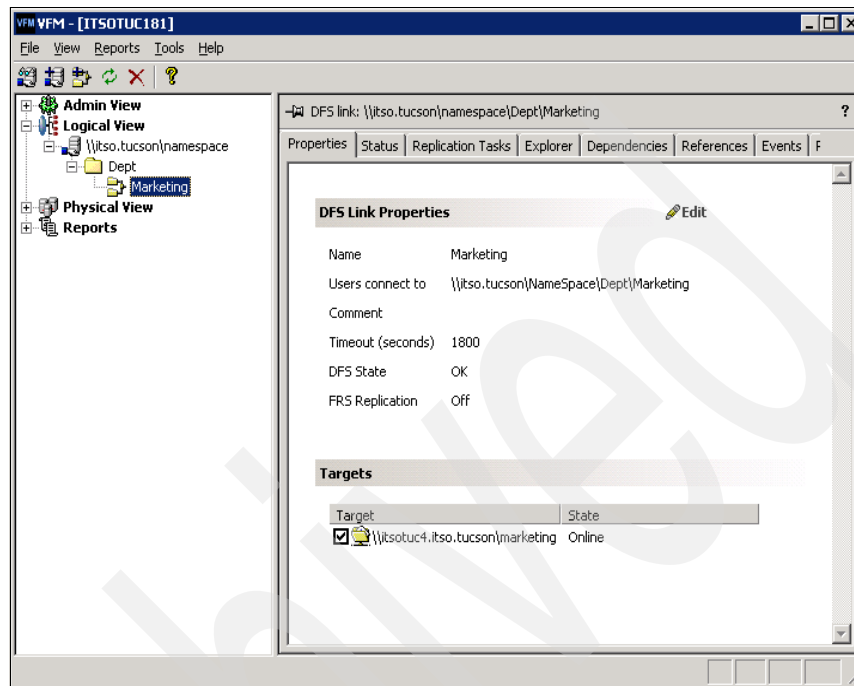 VFM VFM - [ITSOTUC181]
File View Reports Tools Help
?
Admin View
Logical View
\\itso.tucson\namespace
Dept
Marketing
Physical View
Reports
DFS link: \\itso.tucson\namespace\Dept\Marketing ?
Properties Status Replication Tasks Explorer Dependencies References Events
DFS Link Properties Edit
Name Marketing
Users connect to \\itso.tucson\NameSpace\Dept\Marketing
Comment
Timeout (seconds) 1800
DFS State OK
FRS Replication Off
Targets
Target State
\\itsotuc4.itso.tucson\marketing Online